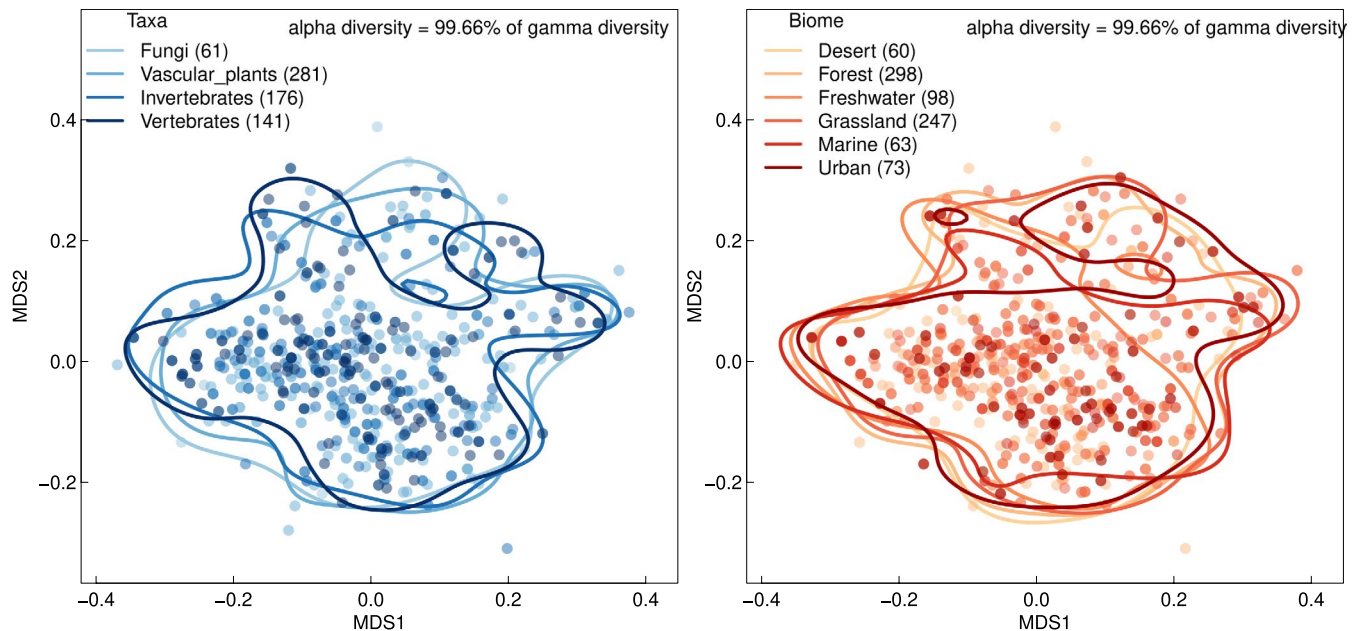 Taxa
alpha diversity = 99.66% of gamma diversity
Fungi (61)
Vascular_plants (281)
Invertebrates (176)
Vertebrates (141)
0.4
0.2
0.0
−0.2
MDS2
−0.4
−0.2
0.0
0.2
0.4
MDS1
Biome
alpha diversity = 99.66% of gamma diversity
Desert (60)
Forest (298)
Freshwater (98)
Grassland (247)
Marine (63)
Urban (73)
0.4
0.2
0.0
−0.2
MDS2
−0.4
−0.2
0.0
0.2
0.4
MDS1